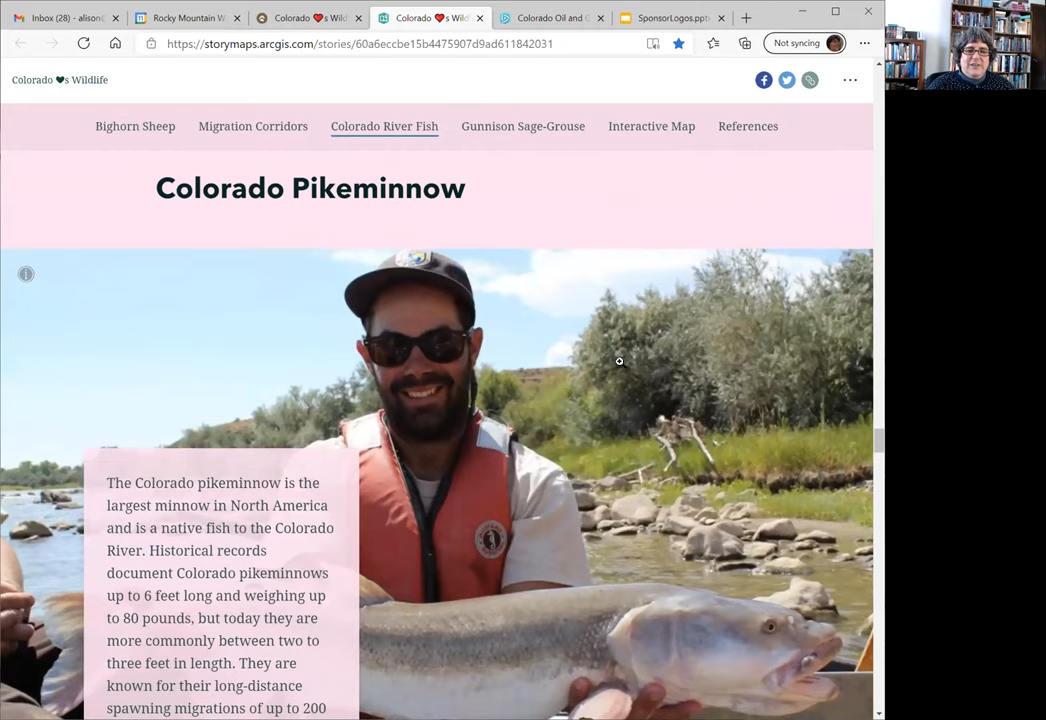 Inbox (28) - alison@
Rocky Mountain W
Colorado ❤️s Wild
Colorado ❤️s Wild
Colorado Oil and G
SponsorLogos.pptx
https://storymaps.arcgis.com/stories/60a6eccbe15b4475907d9ad611842031
Not syncing
Colorado ❤s Wildlife
Bighorn Sheep
Migration Corridors
Colorado River Fish
Gunnison Sage-Grouse
Interactive Map
References
Colorado Pikeminnow
The Colorado pikeminnow is the
largest minnow in North America
and is a native fish to the Colorado
River. Historical records
document Colorado pikeminnows
up to 6 feet long and weighing up
to 80 pounds, but today they are
more commonly between two to
three feet in length. They are
known for their long-distance
spawning migrations of up to 200